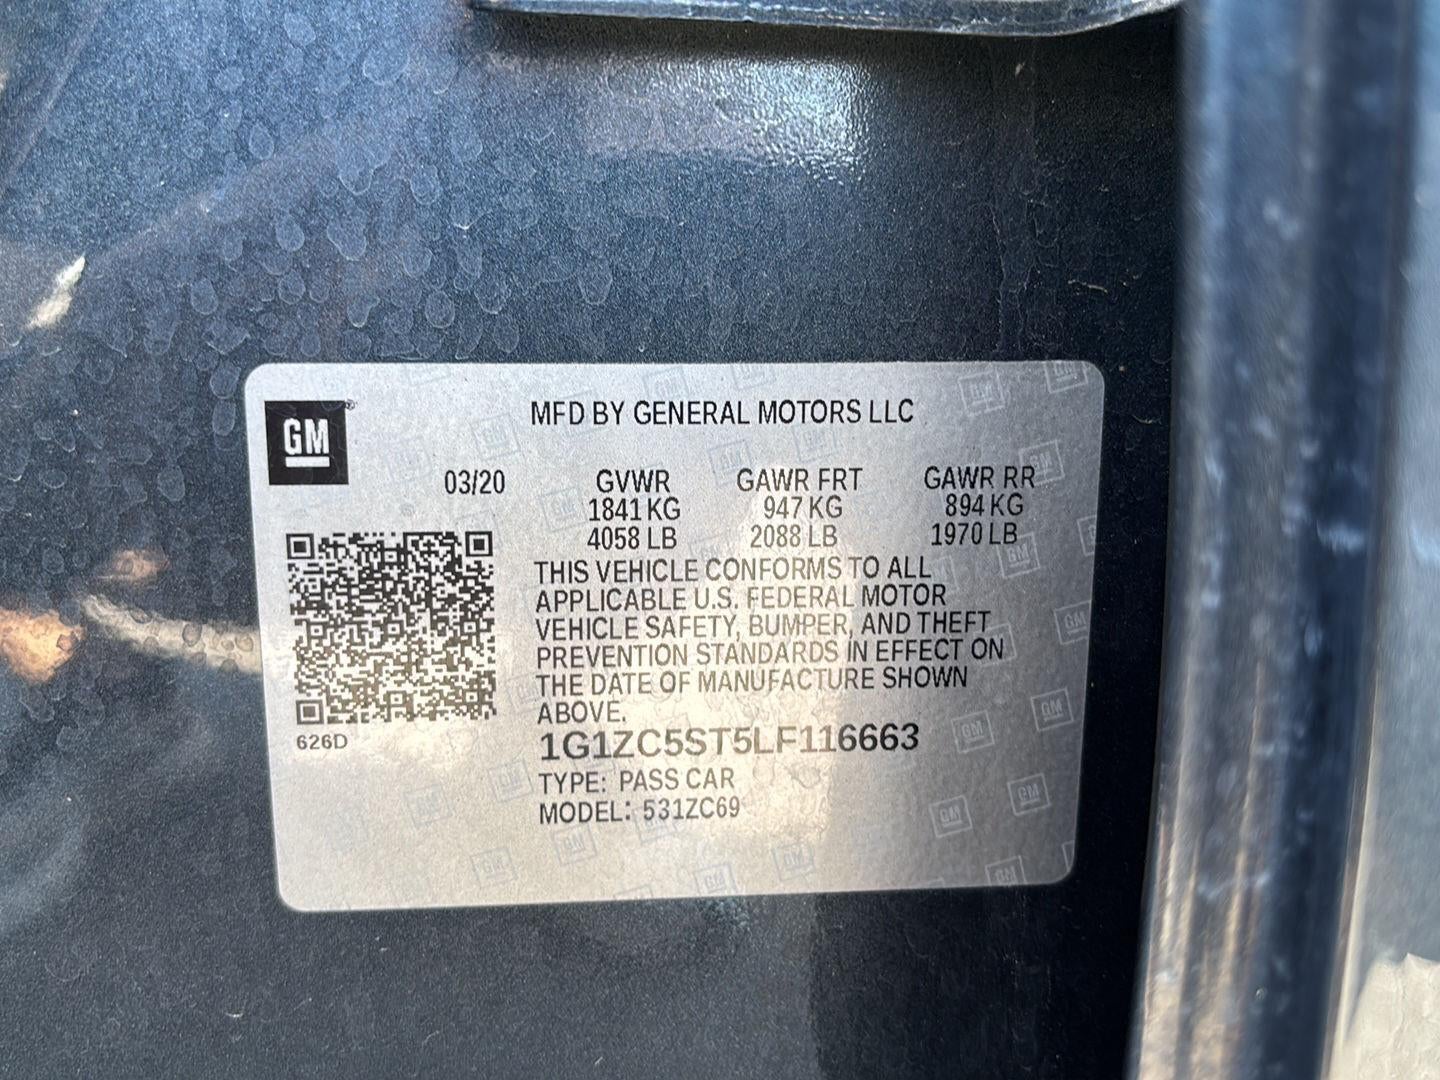 GM
MFD BY GENERAL MOTORS LLC
03/20 GVWR GAWR FRT GAWR RR
1841 KG 947 KG 894 KG
4058 LB 2088 LB 1970 LB
THIS VEHICLE CONFORMS TO ALL
APPLICABLE U.S. FEDERAL MOTOR
VEHICLE SAFETY, BUMPER, AND THEFT
PREVENTION STANDARDS IN EFFECT ON
THE DATE OF MANUFACTURE SHOWN
ABOVE.
626D
1G1ZC5ST5LF116663
TYPE: PASS CAR
MODEL: 531ZC69